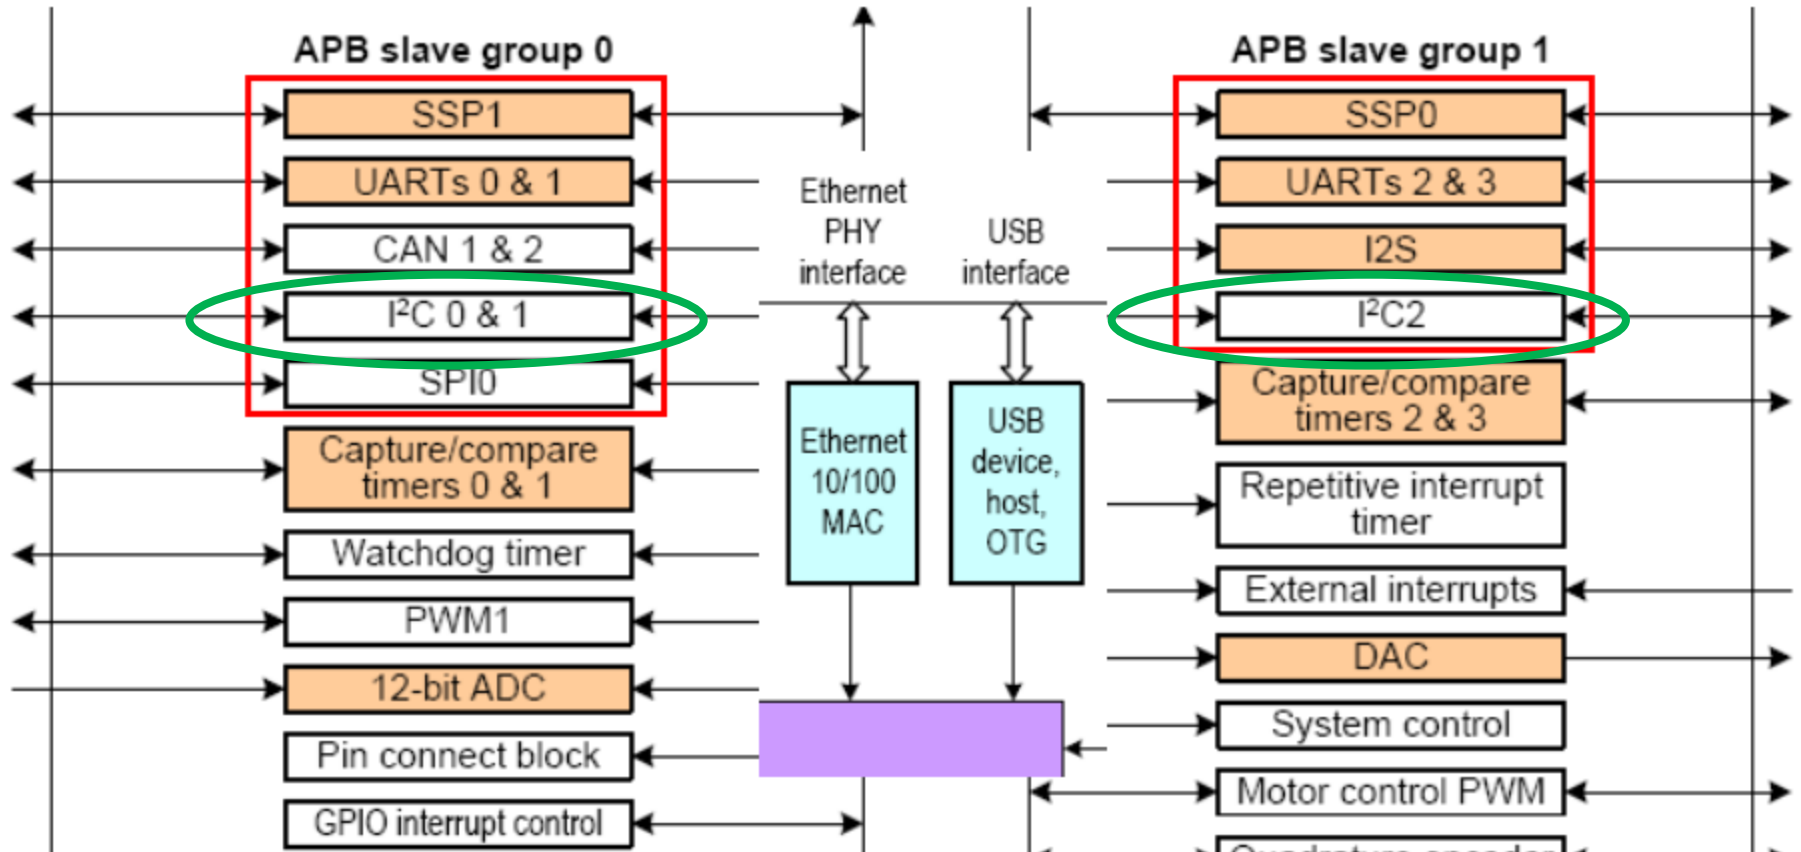 APB slave group 0
SSP1
UARTs 0 & 1
CAN 1 & 2
I²C 0 & 1
SPI0
Capture/compare
timers 0 & 1
Watchdog timer
PWM1
12-bit ADC
Pin connect block
GPIO interrupt control
Ethernet
PHY
interface
USB
interface
Ethernet
10/100
MAC
USB
device,
host,
OTG
APB slave group 1
SSP0
UARTs 2 & 3
I2S
I²C2
Capture/compare
timers 2 & 3
Repetitive interrupt
timer
External interrupts
DAC
System control
Motor control PWM